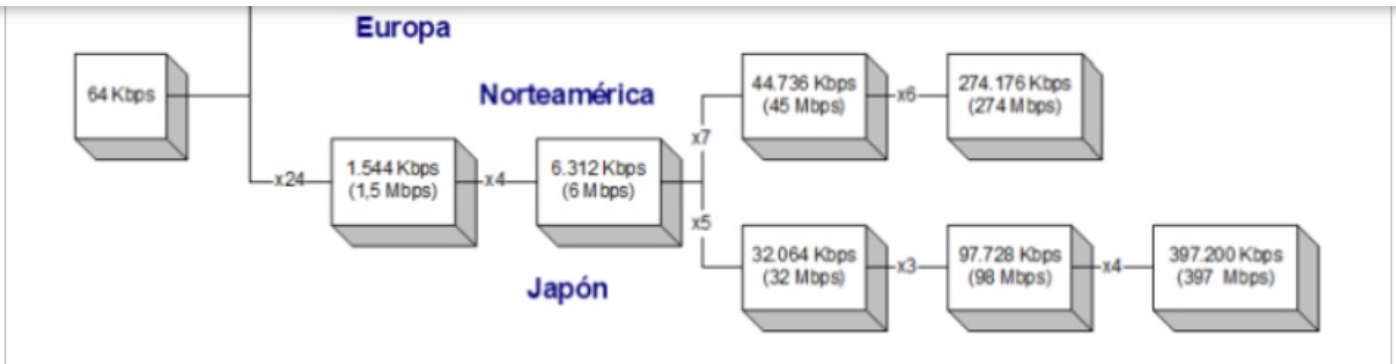 Europa
64 Kbps
Norteamérica
44.736 Kbps
(45 Mbps)
x6
274.176 Kbps
(274 Mbps)
x7
x24
1.544 Kbps
(1,5 Mbps)
x4
6.312 Kbps
(6 Mbps)
x5
Japón
32.064 Kbps
(32 Mbps)
x3
97.728 Kbps
(98 Mbps)
x4
397.200 Kbps
(397 Mbps)